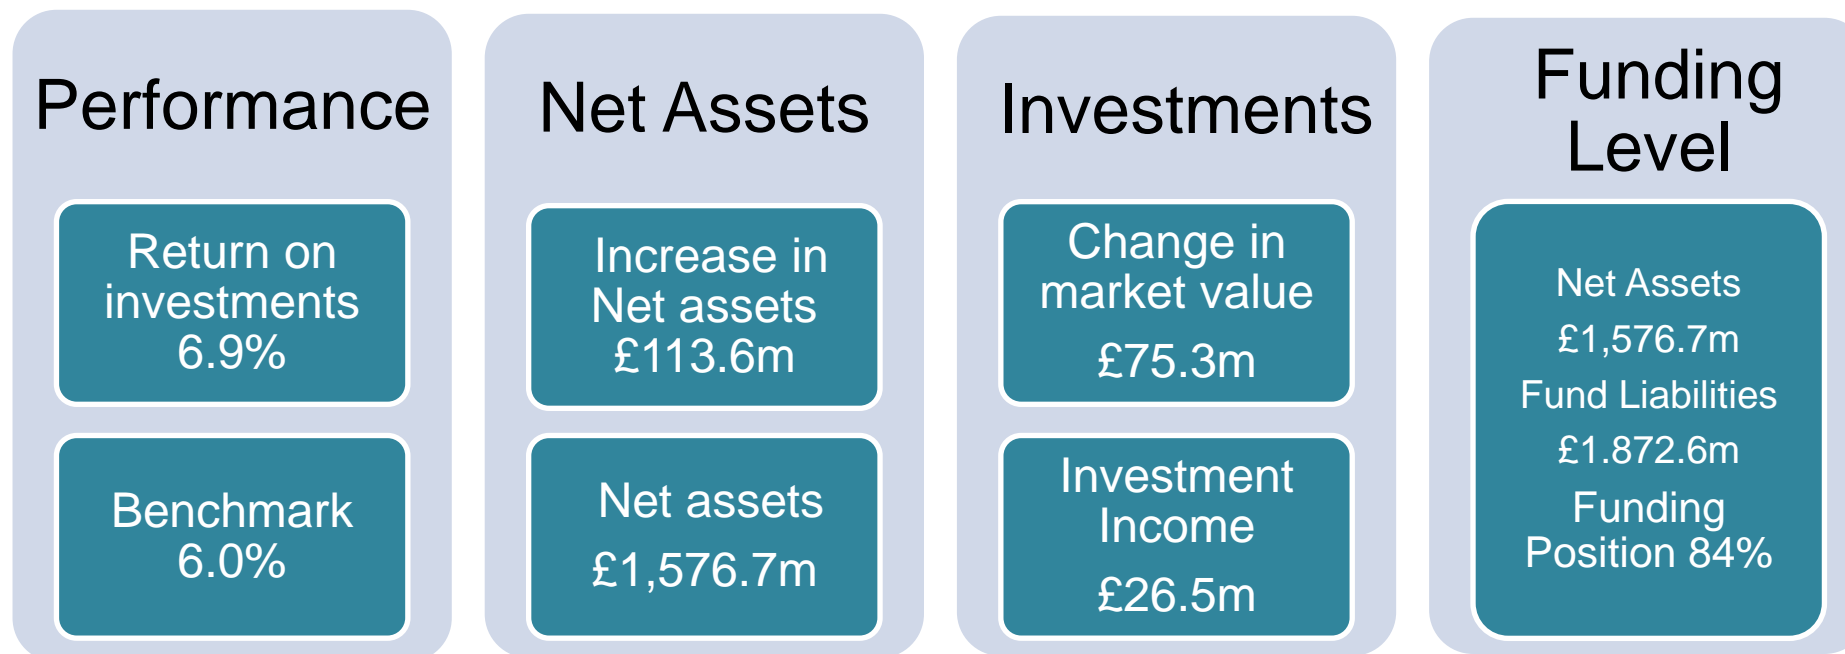 Performance
Return on
investments
6.9%
Benchmark
6.0%
Net Assets
Increase in
Net assets
£113.6m
Net assets
£1,576.7m
Investments
Change in
market value
£75.3m
Investment
Income
£26.5m
Funding
Level
Net Assets
£1,576.7m
Fund Liabilities
£1.872.6m
Funding
Position 84%